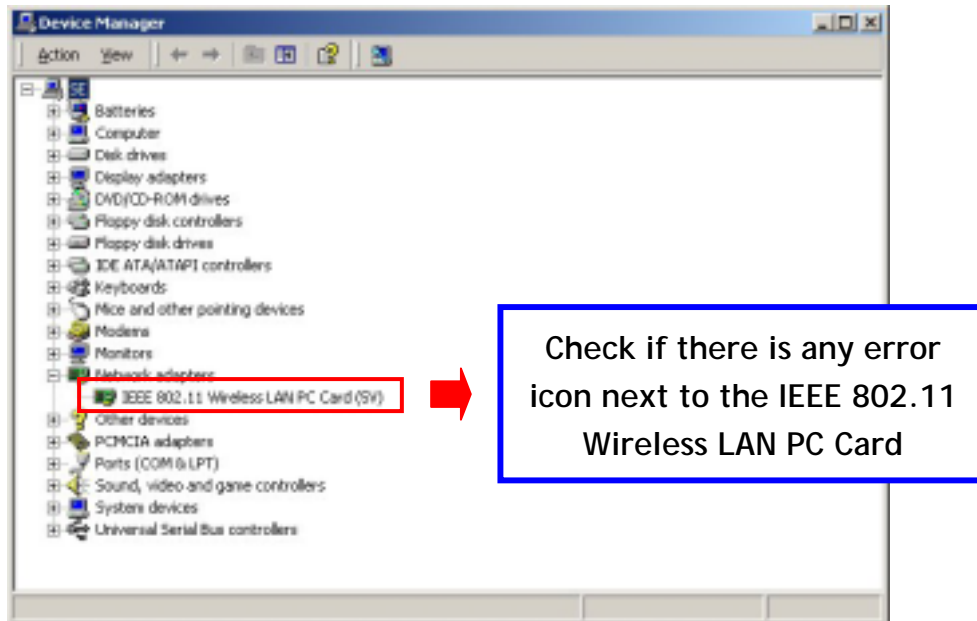 Device Manager
Action View
SE
Batteries
Computer
Disk drives
Display adapters
DVD/CD-ROM drives
Floppy disk controllers
Floppy disk drives
IDE ATA/ATAPI controllers
Keyboards
Mice and other pointing devices
Modems
Monitors
Network adapters
IEEE 802.11 Wireless LAN PC Card (5V)
Other devices
PCMCIA adapters
Ports (COM & LPT)
Sound, video and game controllers
System devices
Universal Serial Bus controllers
Check if there is any error
icon next to the IEEE 802.11
Wireless LAN PC Card